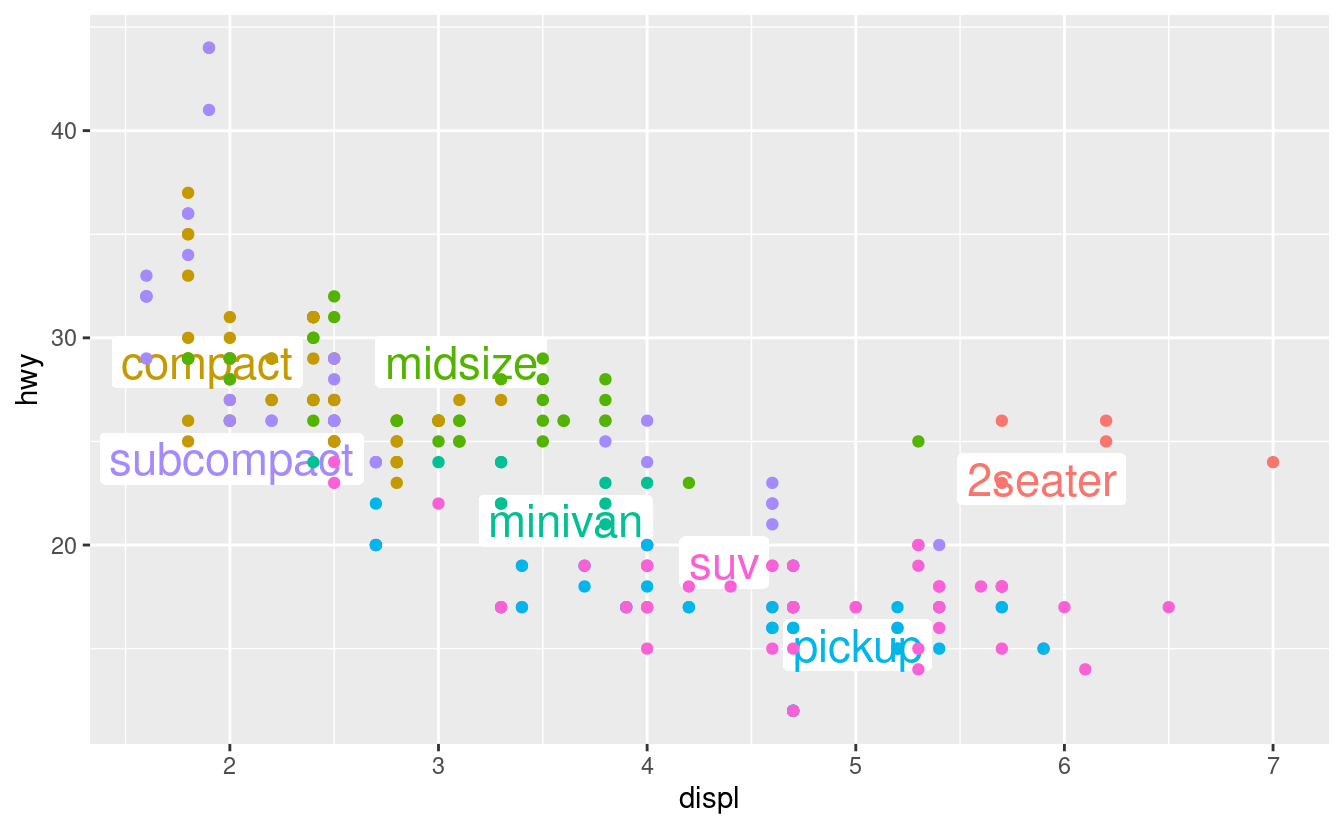 hwy
40
30
20
compact
midsize
subcompact
2seater
minivan
suv
pickup
2
3
4
5
6
7
displ